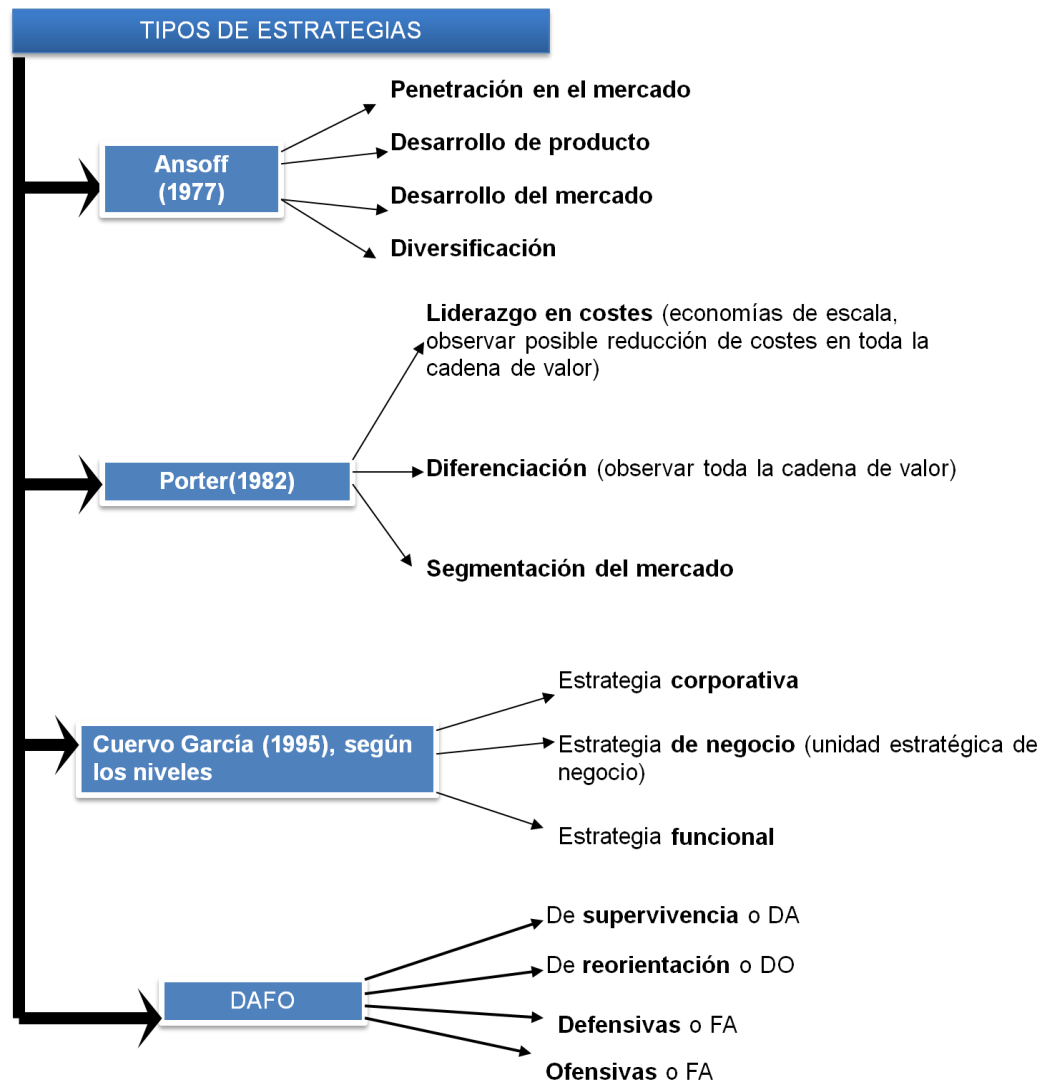 TIPOS DE ESTRATEGIAS
Penetración en el mercado
Desarrollo de producto
Ansoff
(1977)
Desarrollo del mercado
Diversificación
Liderazgo en costes (economías de escala,
observar posible reducción de costes en toda la
cadena de valor)
Porter(1982)
Diferenciación (observar toda la cadena de valor)
Segmentación del mercado
Estrategia corporativa
Cuervo García (1995), según
los niveles
Estrategia de negocio (unidad estratégica de
negocio)
Estrategia funcional
De supervivencia o DA
De reorientación o DO
DAFO
Defensivas o FA
Ofensivas o FA